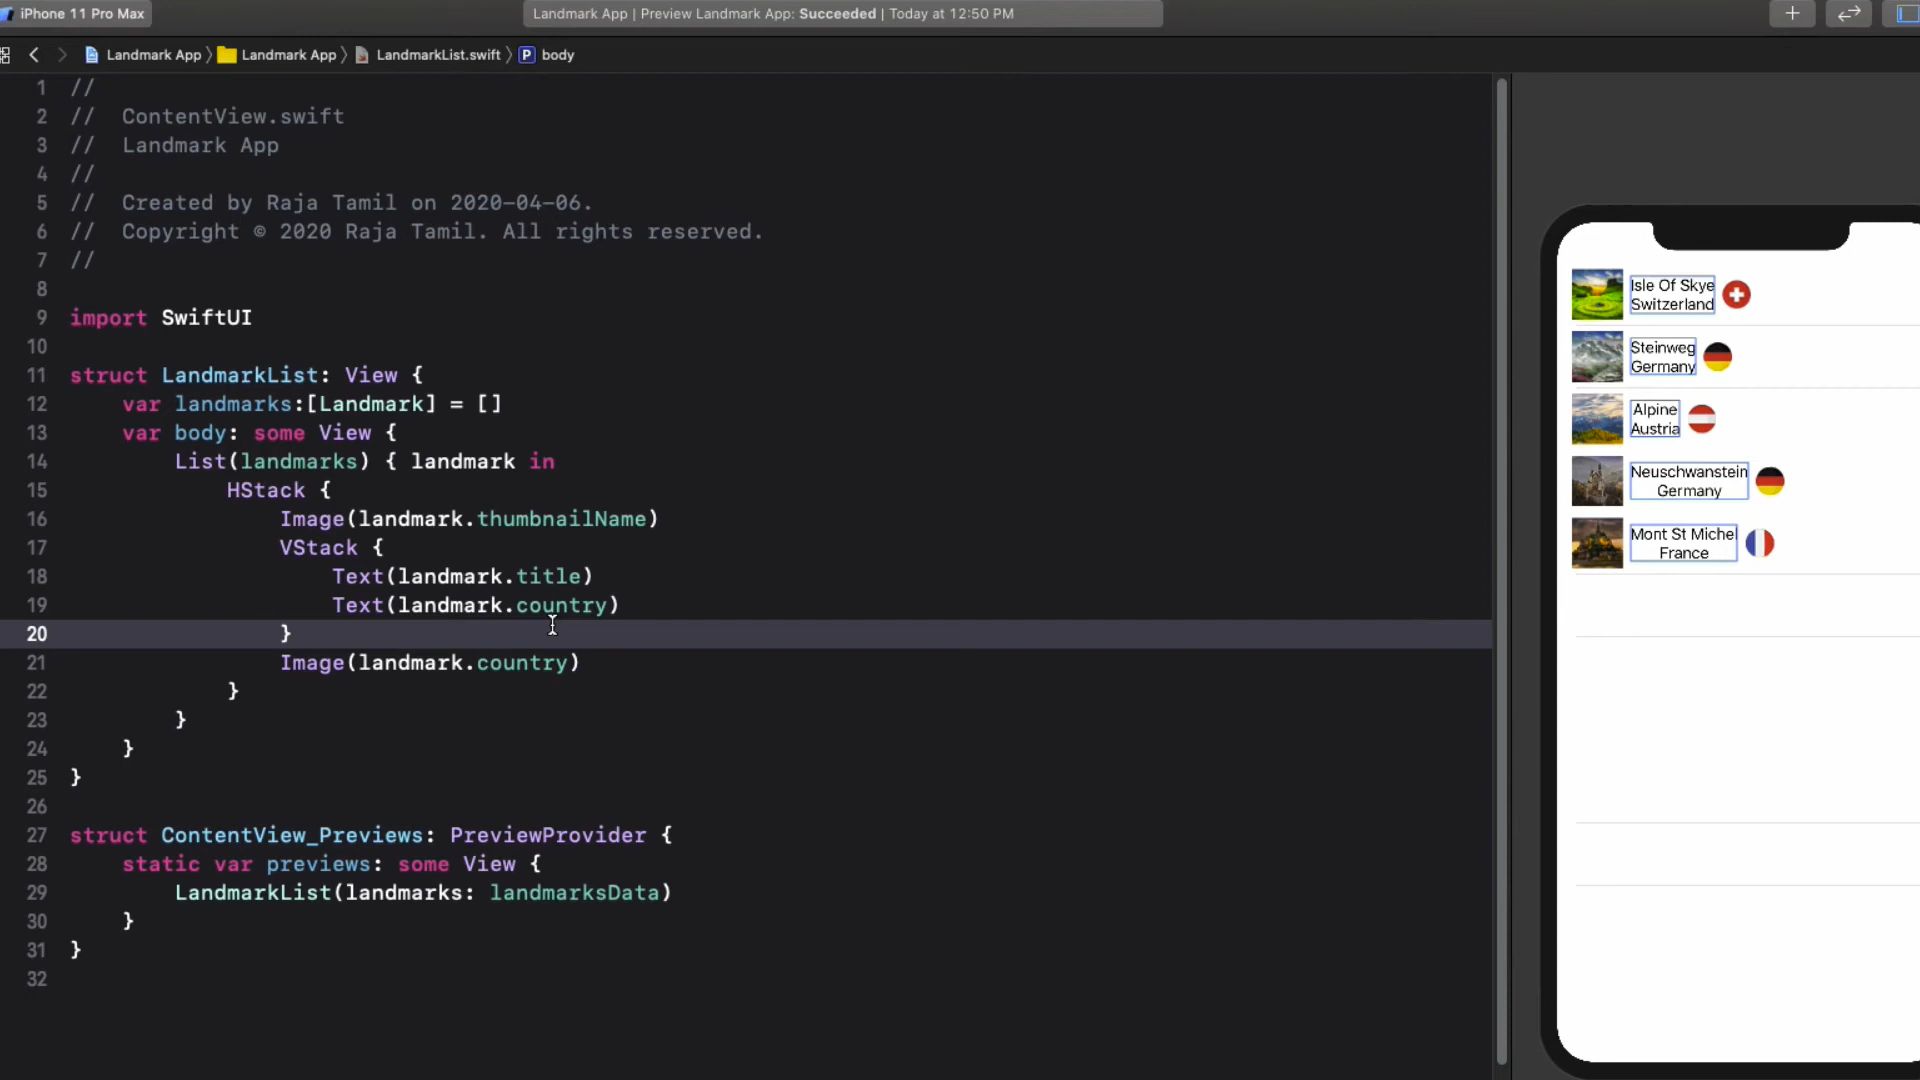 iPhone 11 Pro Max
Landmark App | Preview Landmark App: Succeeded | Today at 12:50 PM
Landmark App 〉 Landmark App 〉 LandmarkList.swift 〉 P body
1 //
2 //  ContentView.swift
3 //  Landmark App
4 //
5 //  Created by Raja Tamil on 2020-04-06.
6 //  Copyright © 2020 Raja Tamil. All rights reserved.
7 //
8
9 import SwiftUI
10
11 struct LandmarkList: View {
12     var landmarks:[Landmark] = []
13     var body: some View {
14         List(landmarks) { landmark in
15             HStack {
16                 Image(landmark.thumbnailName)
17                 VStack {
18                     Text(landmark.title)
19                     Text(landmark.country)
20                 }
21                 Image(landmark.country)
22             }
23         }
24     }
25 }
26
27 struct ContentView_Previews: PreviewProvider {
28     static var previews: some View {
29         LandmarkList(landmarks: landmarksData)
30     }
31 }
32
Isle Of Skye
Switzerland
Steinweg
Germany
Alpine
Austria
Neuschwanstein
Germany
Mont St Michel
France